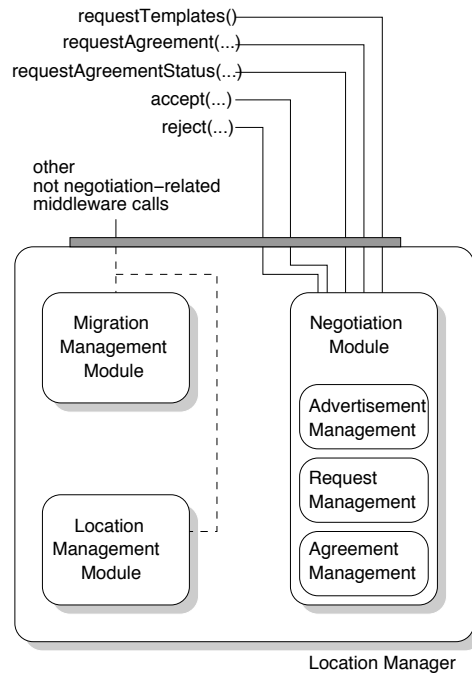 requestTemplates()
requestAgreement(...)
requestAgreementStatus(...)
accept(...)
reject(...)
other
not negotiation−related
middleware calls
Migration
Management
Module
Negotiation
Module
Advertisement
Management
Request
Management
Location
Management
Module
Agreement
Management
Location Manager